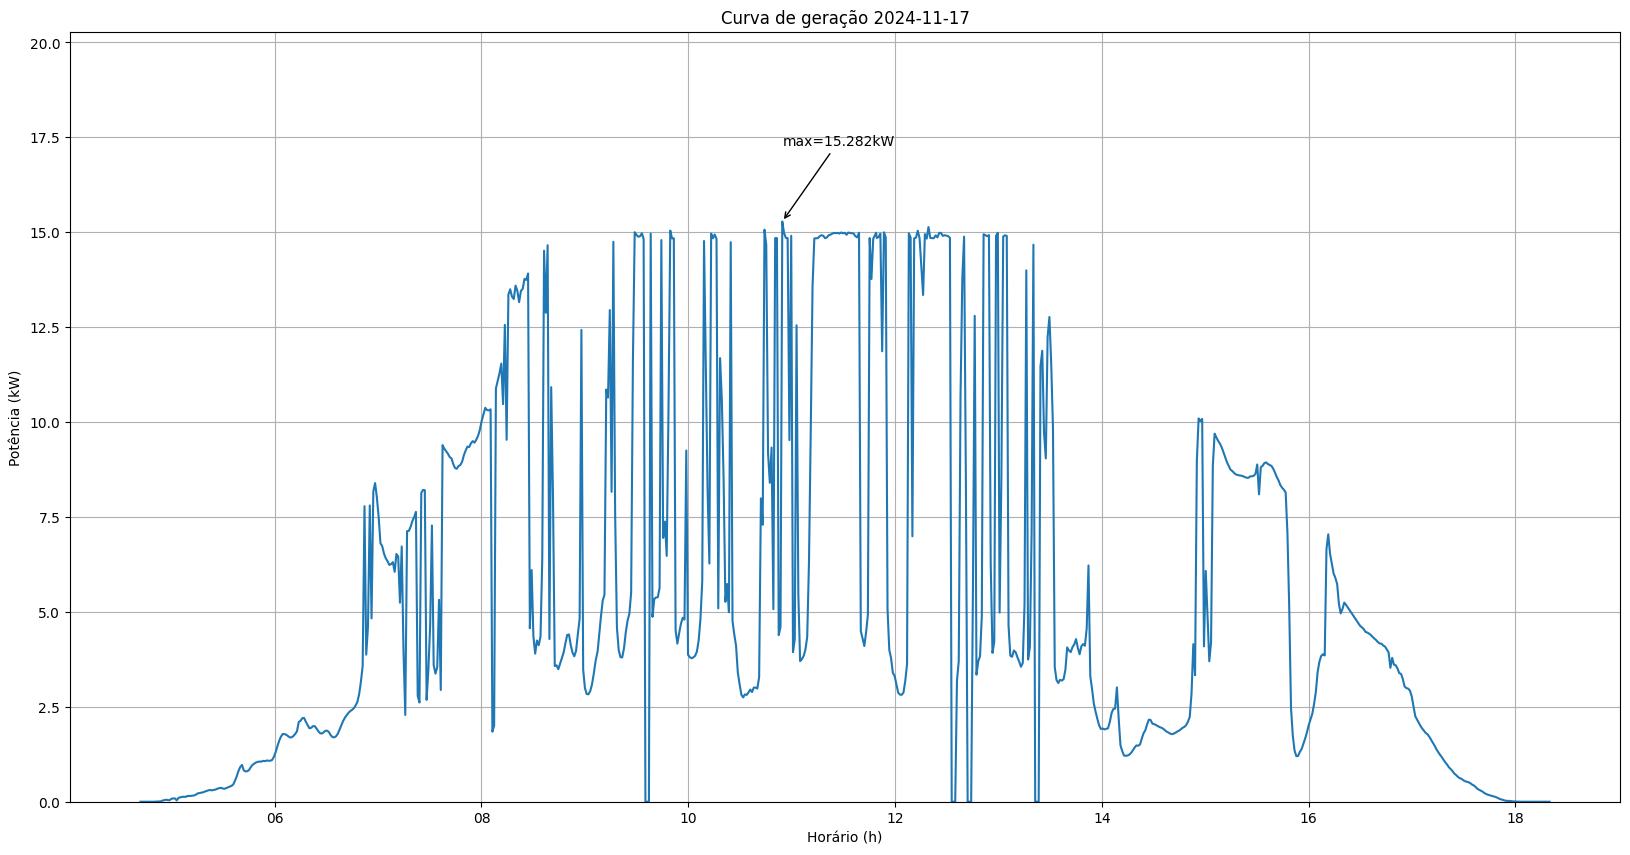 Curva de geração 2024-11-17
20.0
17.5
max=15.282kW
15.0
12.5
10.0
7.5
5.0
2.5
0.0
Potência (kW)
06 08 10 12 14 16 18
Horário (h)